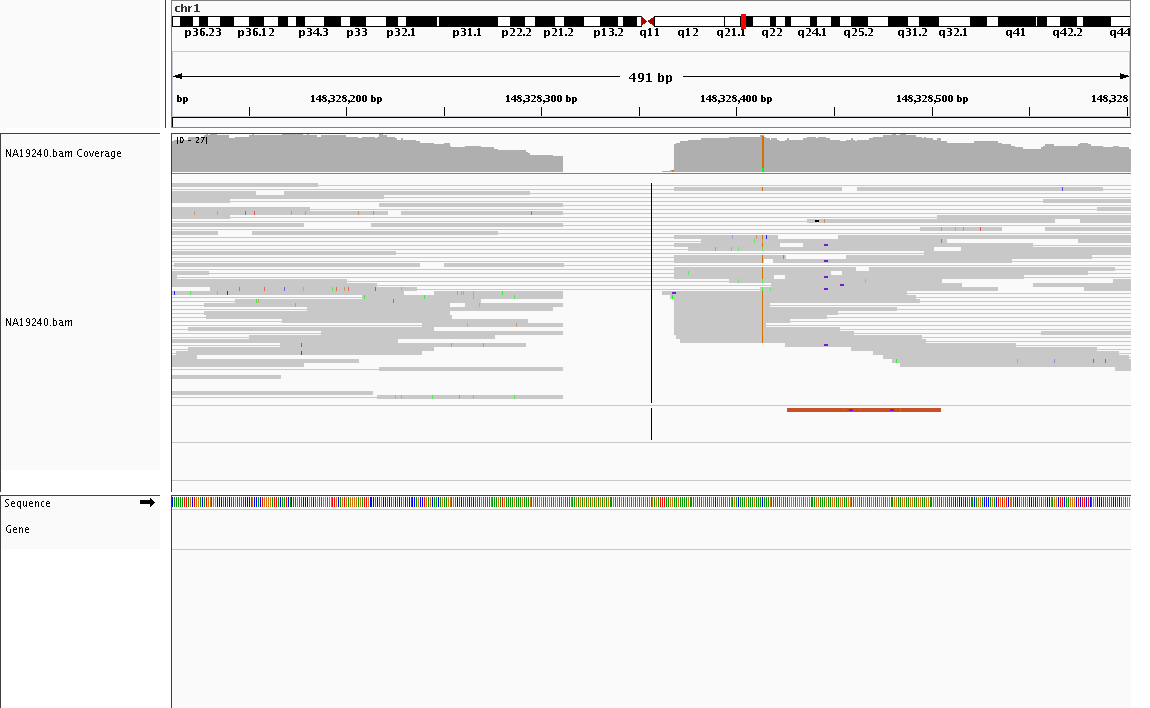 chr1
p36.23 p36.12 p34.3 p33 p32.1 p31.1 p22.2 p21.2 p13.2 q11 q12 q21.1 q22 q24.1 q25.2 q31.2 q32.1 q41 q42.2 q44
491 bp
bp 148,328,200 bp 148,328,300 bp 148,328,400 bp 148,328,500 bp 148,328
[0 - 27]
NA19240.bam Coverage
NA19240.bam
Sequence
Gene